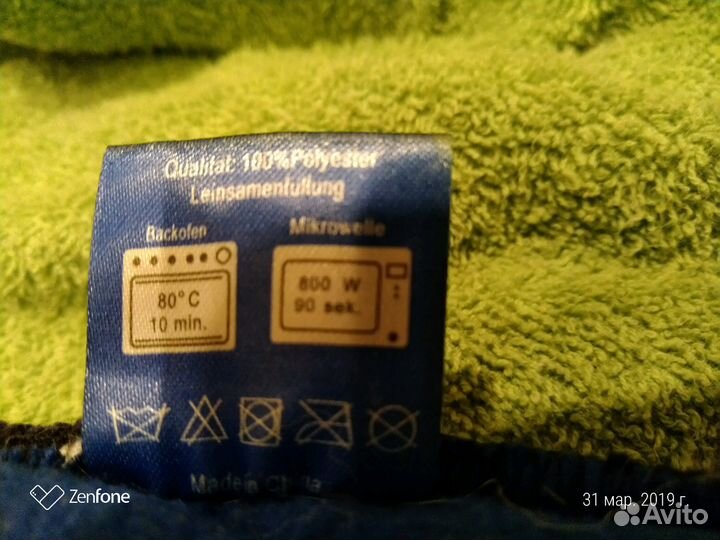 Qualität: 100% Polyester
Leinsamenfüllung
Backofen
Mikrowelle
80°C
10 min.
800 W
90 sek.
Made in China
Zenfone
31 мар. 2019 г.
Avito